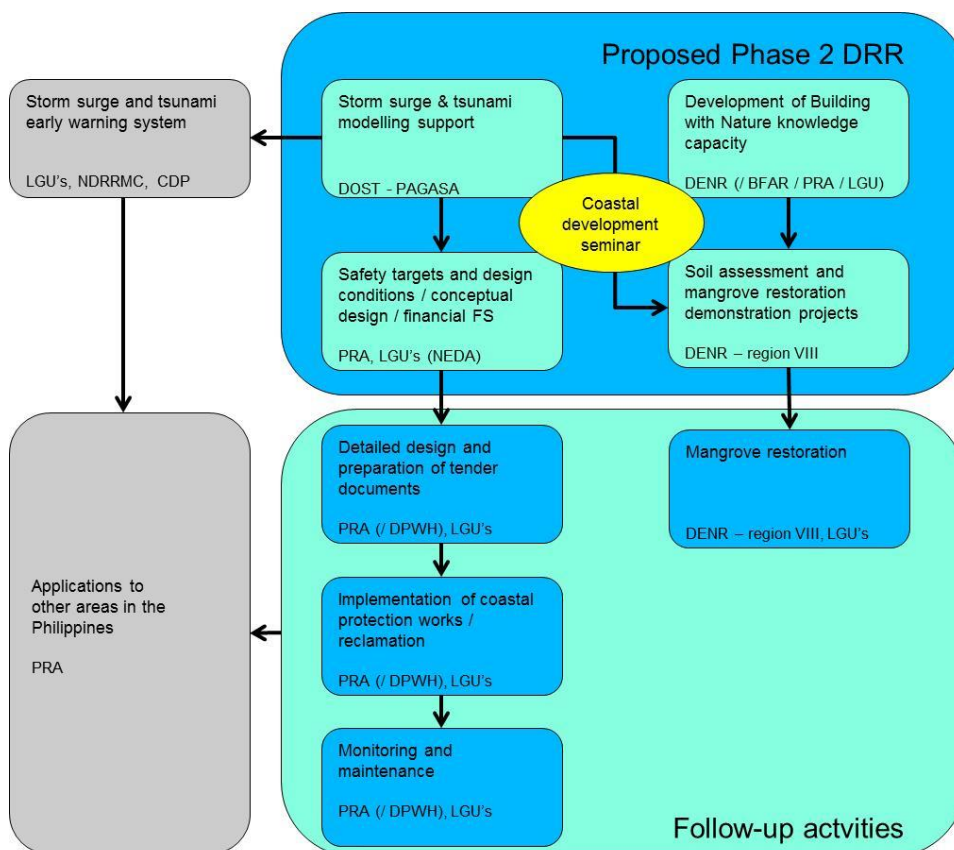 Proposed Phase 2 DRR
Storm surge and tsunami
early warning system
LGU's, NDRRMC, CDP
Storm surge & tsunami
modelling support
DOST - PAGASA
Development of Building
with Nature knowledge
capacity
DENR (/ BFAR / PRA / LGU)
Coastal
development
seminar
Safety targets and design
conditions / conceptual
design / financial FS
PRA, LGU's (NEDA)
Soil assessment and
mangrove restoration
demonstration projects
DENR – region VIII
Detailed design and
preparation of tender
documents
PRA (/ DPWH), LGU's
Mangrove restoration
DENR – region VIII, LGU's
Applications to
other areas in the
Philippines
PRA
Implementation of coastal
protection works /
reclamation
PRA (/ DPWH), LGU's
Monitoring and
maintenance
PRA (/ DPWH), LGU's
Follow-up actvities